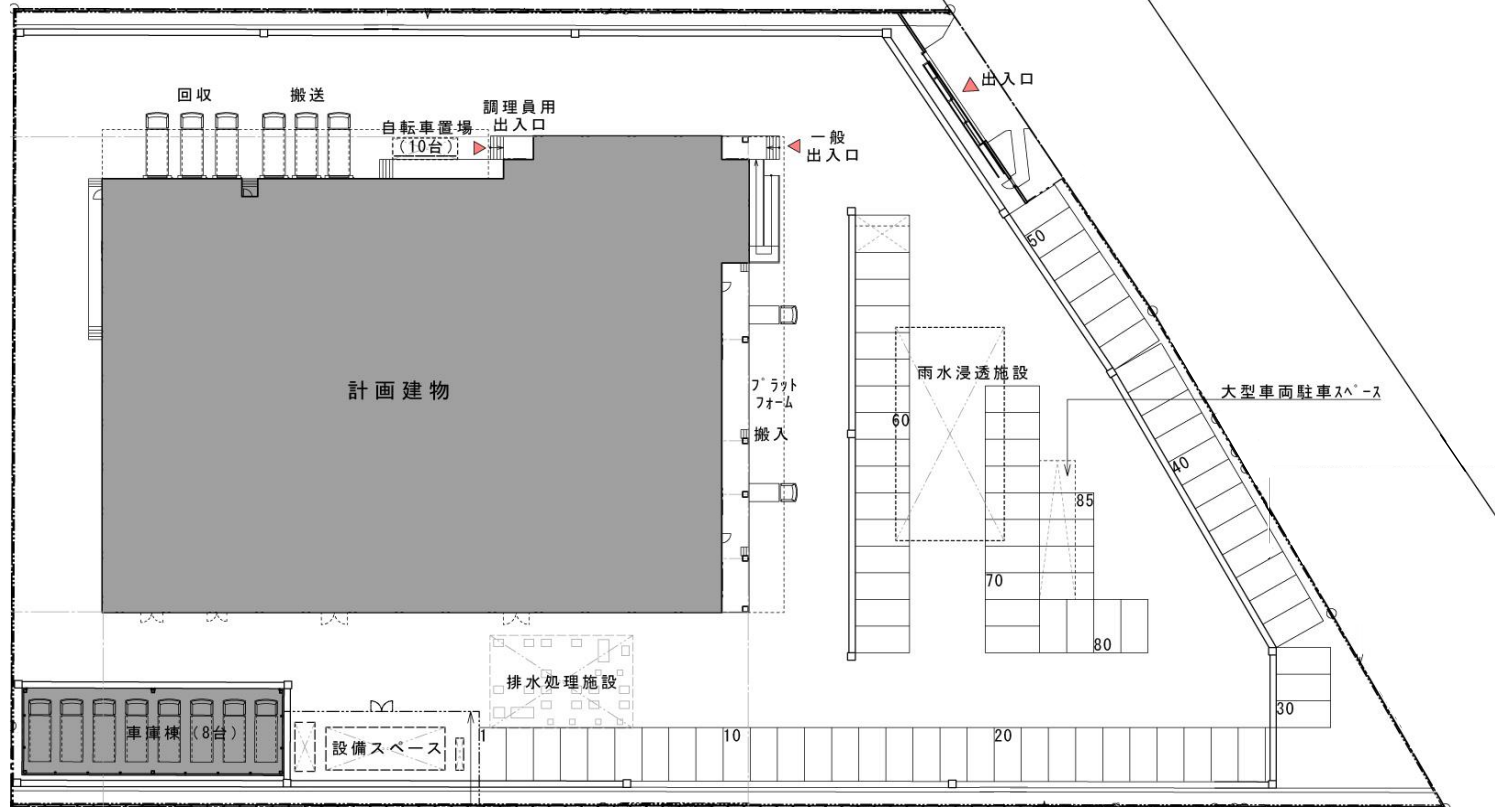 回収
搬送
自転車置場
(10台)
調理員用
出入口
一般
出入口
出入口
50
計画建物
プラット
フォーム
搬入
雨水浸透施設
大型車両駐車スペース
60
40
85
70
80
排水処理施設
車庫棟 (8台)
設備スペース
1
10
20
30